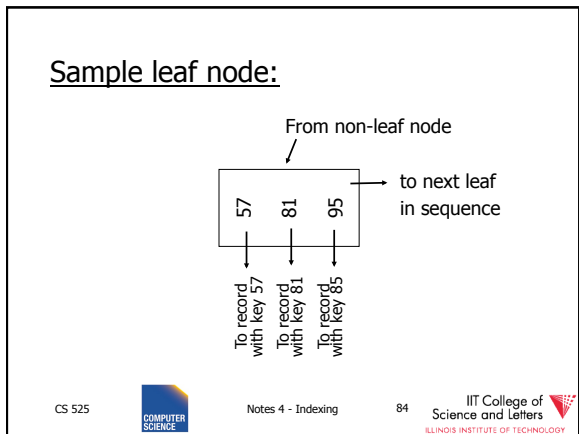 Sample leaf node:
From non-leaf node
to next leaf
in sequence
57
81
95
To record
with key 57
To record
with key 81
To record
with key 85
CS 525
COMPUTER
SCIENCE
Notes 4 - Indexing
84
IIT College of
Science and Letters
ILLINOIS INSTITUTE OF TECHNOLOGY